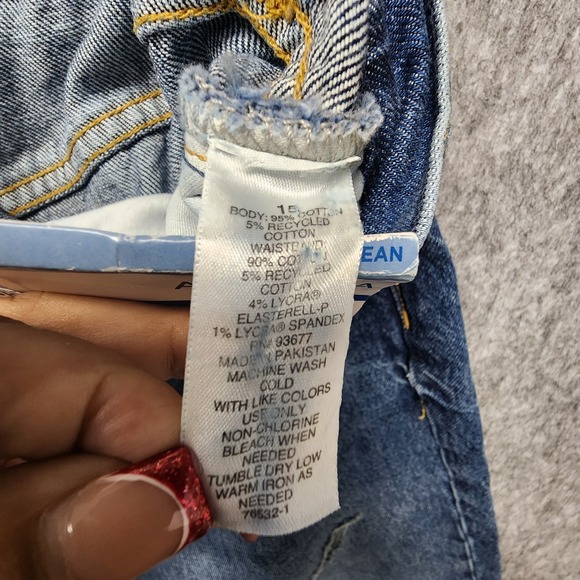 15
BODY: 95% COTTON
5% RECYCLED
COTTON
WAISTBAND
90% COTTON
5% RECYCLED
COTTON
4% LYCRA®
ELASTERELL-P
1% LYCRA® SPANDEX
RN# 93677
MADE IN PAKISTAN
MACHINE WASH
COLD
WITH LIKE COLORS
USE ONLY
NON-CHLORINE
BLEACH WHEN
NEEDED
TUMBLE DRY LOW
WARM IRON AS
NEEDED
76532-1
EAN